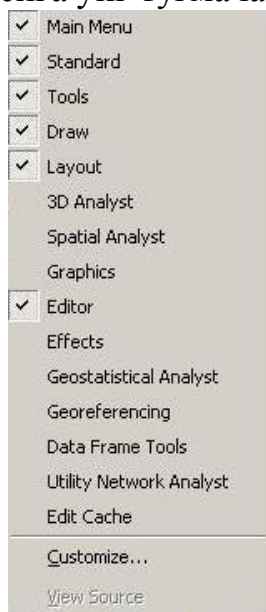 Main Menu
Standard
Tools
Draw
Layout
3D Analyst
Spatial Analyst
Graphics
Editor
Effects
Geostatistical Analyst
Georeferencing
Data Frame Tools
Utility Network Analyst
Edit Cache
Customize...
View Source